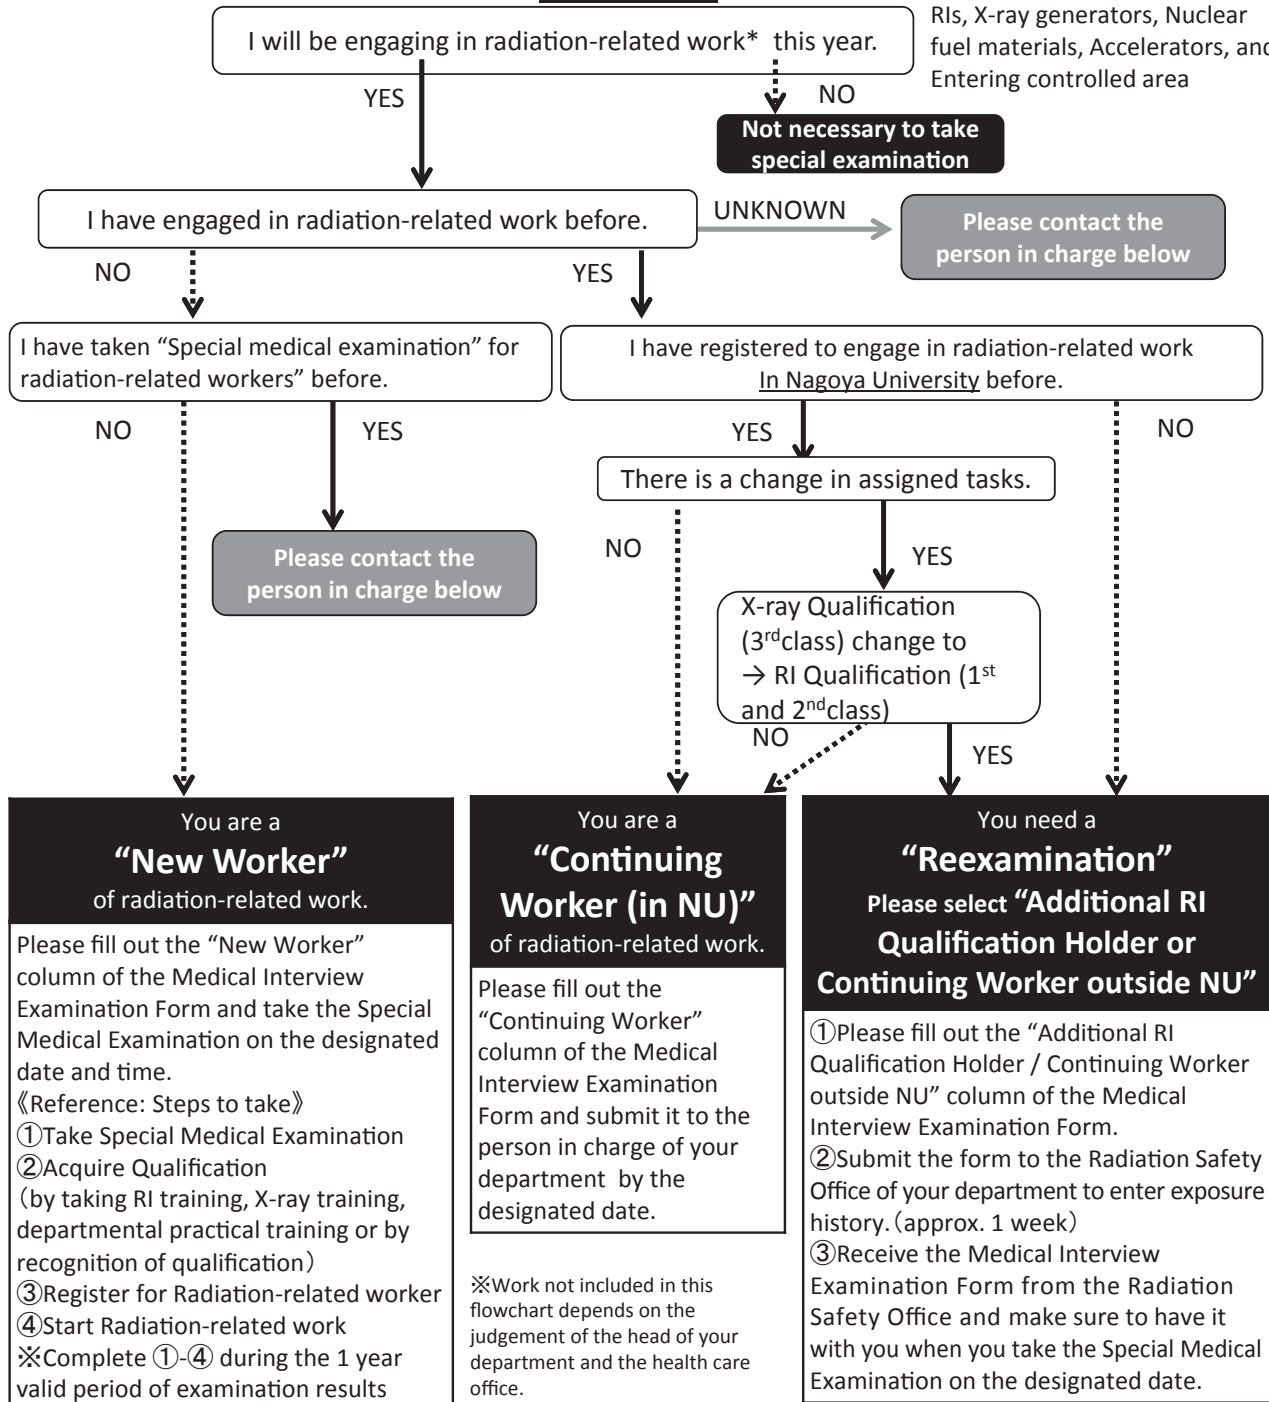 I will be engaging in radiation-related work* this year.
RIs, X-ray generators, Nuclear
fuel materials, Accelerators, and
Entering controlled area
YES
NO
Not necessary to take
special examination
I have engaged in radiation-related work before.
UNKNOWN
Please contact the
person in charge below
NO
YES
I have taken “Special medical examination” for
radiation-related workers” before.
I have registered to engage in radiation-related work
In Nagoya University before.
NO
YES
YES
NO
There is a change in assigned tasks.
Please contact the
person in charge below
NO
YES
X-ray Qualification
(3rdclass) change to
→ RI Qualification (1st
and 2ndclass)
NO
YES
You are a
“New Worker”
of radiation-related work.
Please fill out the “New Worker”
column of the Medical Interview
Examination Form and take the Special
Medical Examination on the designated
date and time.
《Reference: Steps to take》
①Take Special Medical Examination
②Acquire Qualification
（by taking RI training, X-ray training,
departmental practical training or by
recognition of qualification）
③Register for Radiation-related worker
④Start Radiation-related work
※Complete ①-④ during the 1 year
valid period of examination results
You are a
“Continuing
Worker (in NU)”
of radiation-related work.
Please fill out the
“Continuing Worker”
column of the Medical
Interview Examination
Form and submit it to the
person in charge of your
department by the
designated date.
※Work not included in this
flowchart depends on the
judgement of the head of your
department and the health care
office.
You need a
“Reexamination”
Please select “Additional RI
Qualification Holder or
Continuing Worker outside NU”
①Please fill out the “Additional RI
Qualification Holder / Continuing Worker
outside NU” column of the Medical
Interview Examination Form.
②Submit the form to the Radiation Safety
Office of your department to enter exposure
history.（approx. 1 week）
③Receive the Medical Interview
Examination Form from the Radiation
Safety Office and make sure to have it
with you when you take the Special Medical
Examination on the designated date.